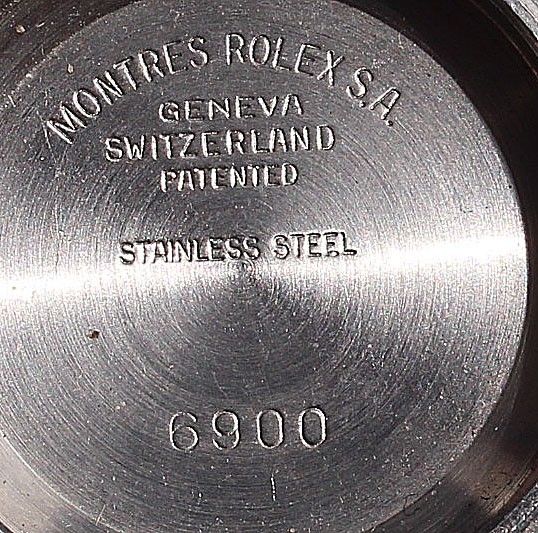 MONTRES ROLEX S.A.
GENEVA
SWITZERLAND
PATENTED
STAINLESS STEEL
6900